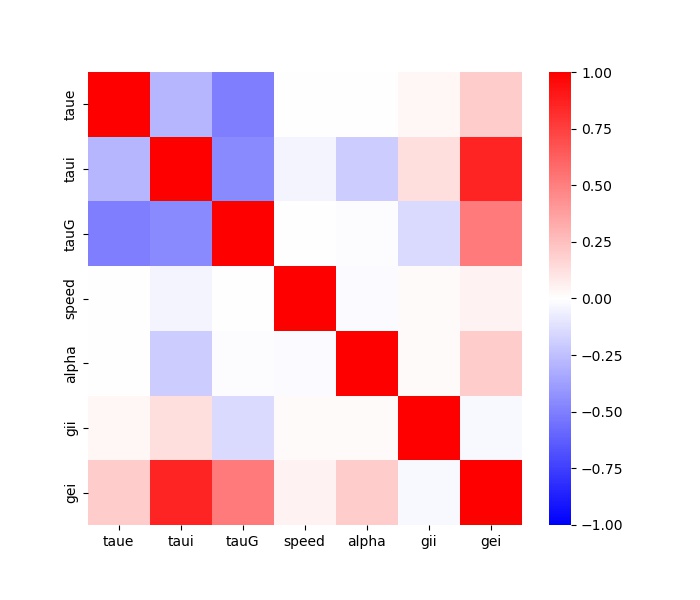 taue
taui
tauG
speed
alpha
gii
gei
taue taui tauG speed alpha gii gei
1.00
0.75
0.50
0.25
0.00
−0.25
−0.50
−0.75
−1.00